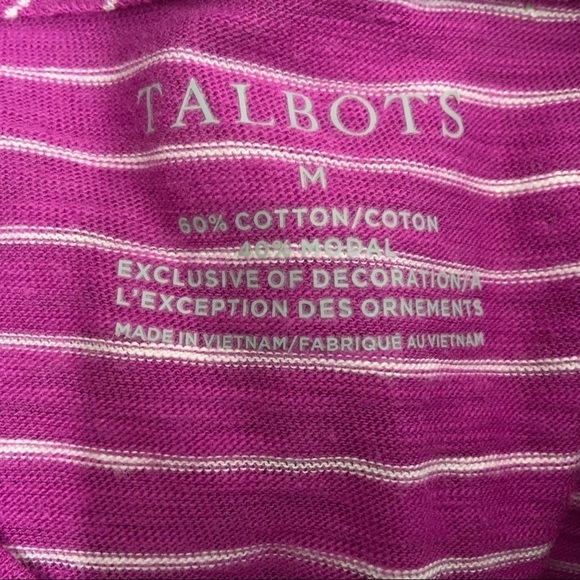 TALBOTS
M
60% COTTON/COTON
40% MODAL
EXCLUSIVE OF DECORATION/À
L'EXCEPTION DES ORNEMENTS
MADE IN VIETNAM/FABRIQUÉ AU VIETNAM